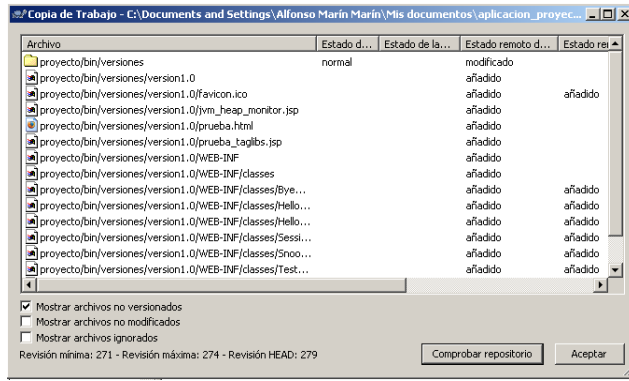 Copia de Trabajo - C:\Documents and Settings\Alfonso Marín Marín\Mis documentos\aplicacion_proyec...
Archivo Estado d... Estado de la... Estado remoto d... Estado rei
proyecto/bin/versiones normal modificado
proyecto/bin/versiones/version1.0 añadido
proyecto/bin/versiones/version1.0/favicon.ico añadido añadido
proyecto/bin/versiones/version1.0/jvm_heap_monitor.jsp añadido
proyecto/bin/versiones/version1.0/prueba.html añadido
proyecto/bin/versiones/version1.0/prueba_taglibs.jsp añadido
proyecto/bin/versiones/version1.0/WEB-INF añadido
proyecto/bin/versiones/version1.0/WEB-INF/classes añadido
proyecto/bin/versiones/version1.0/WEB-INF/classes/Bye... añadido añadido
proyecto/bin/versiones/version1.0/WEB-INF/classes/Hello... añadido añadido
proyecto/bin/versiones/version1.0/WEB-INF/classes/Hello... añadido añadido
proyecto/bin/versiones/version1.0/WEB-INF/classes/Sessi... añadido añadido
proyecto/bin/versiones/version1.0/WEB-INF/classes/Snoo... añadido añadido
proyecto/bin/versiones/version1.0/WEB-INF/classes/Test... añadido añadido
Mostrar archivos no versionados
Mostrar archivos no modificados
Mostrar archivos ignorados
Revisión mínima: 271 - Revisión máxima: 274 - Revisión HEAD: 279
Comprobar repositorio Aceptar